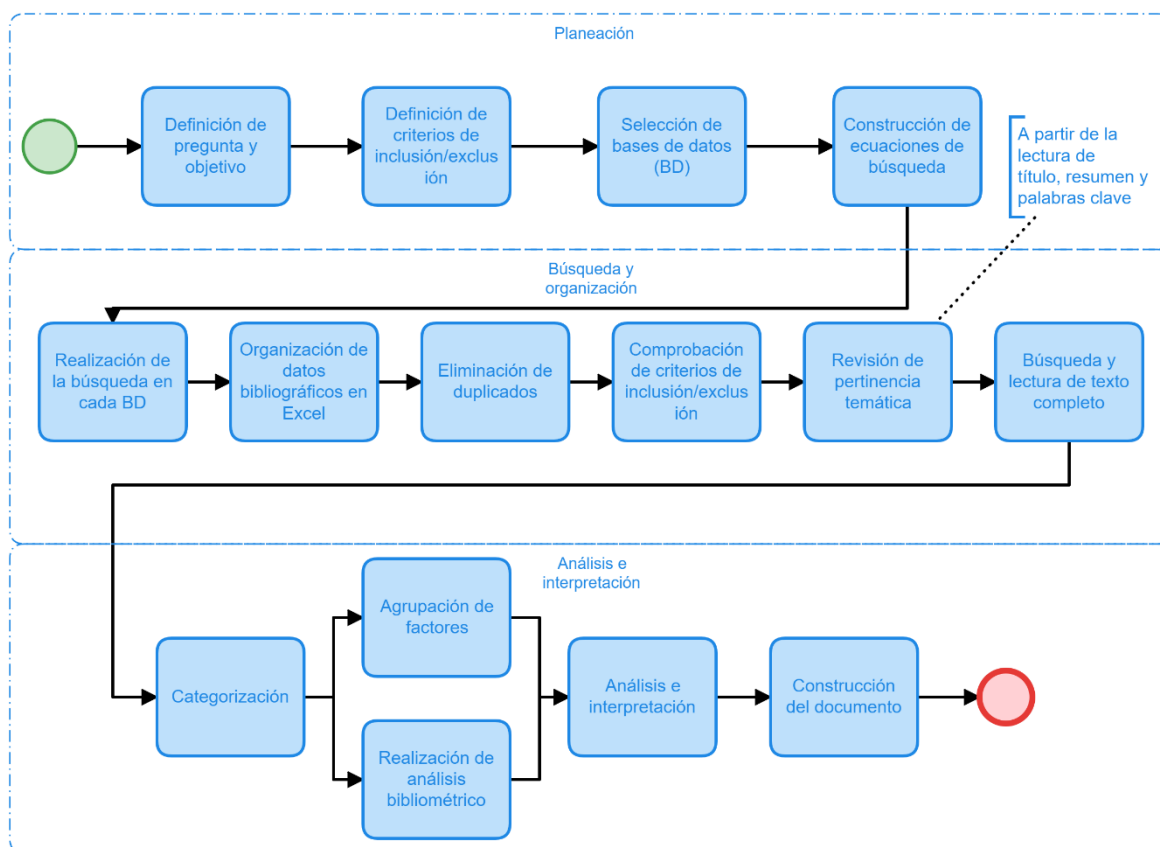 Planeación
Definición de
pregunta y
objetivo
Definición de
criterios de
inclusión/exclu
sión
Selección de
bases de datos
(BD)
Construcción de
ecuaciones de
búsqueda
A partir de la
lectura de
título, resumen y
palabras clave
Búsqueda y
organización
Realización de
la búsqueda en
cada BD
Organización de
datos
bibliográficos en
Excel
Eliminación de
duplicados
Comprobación
de criterios de
inclusión/exclu
sión
Revisión de
pertinencia
temática
Búsqueda y
lectura de texto
completo
Análisis e
interpretación
Categorización
Agrupación de
factores
Realización de
análisis
bibliométrico
Análisis e
interpretación
Construcción
del documento